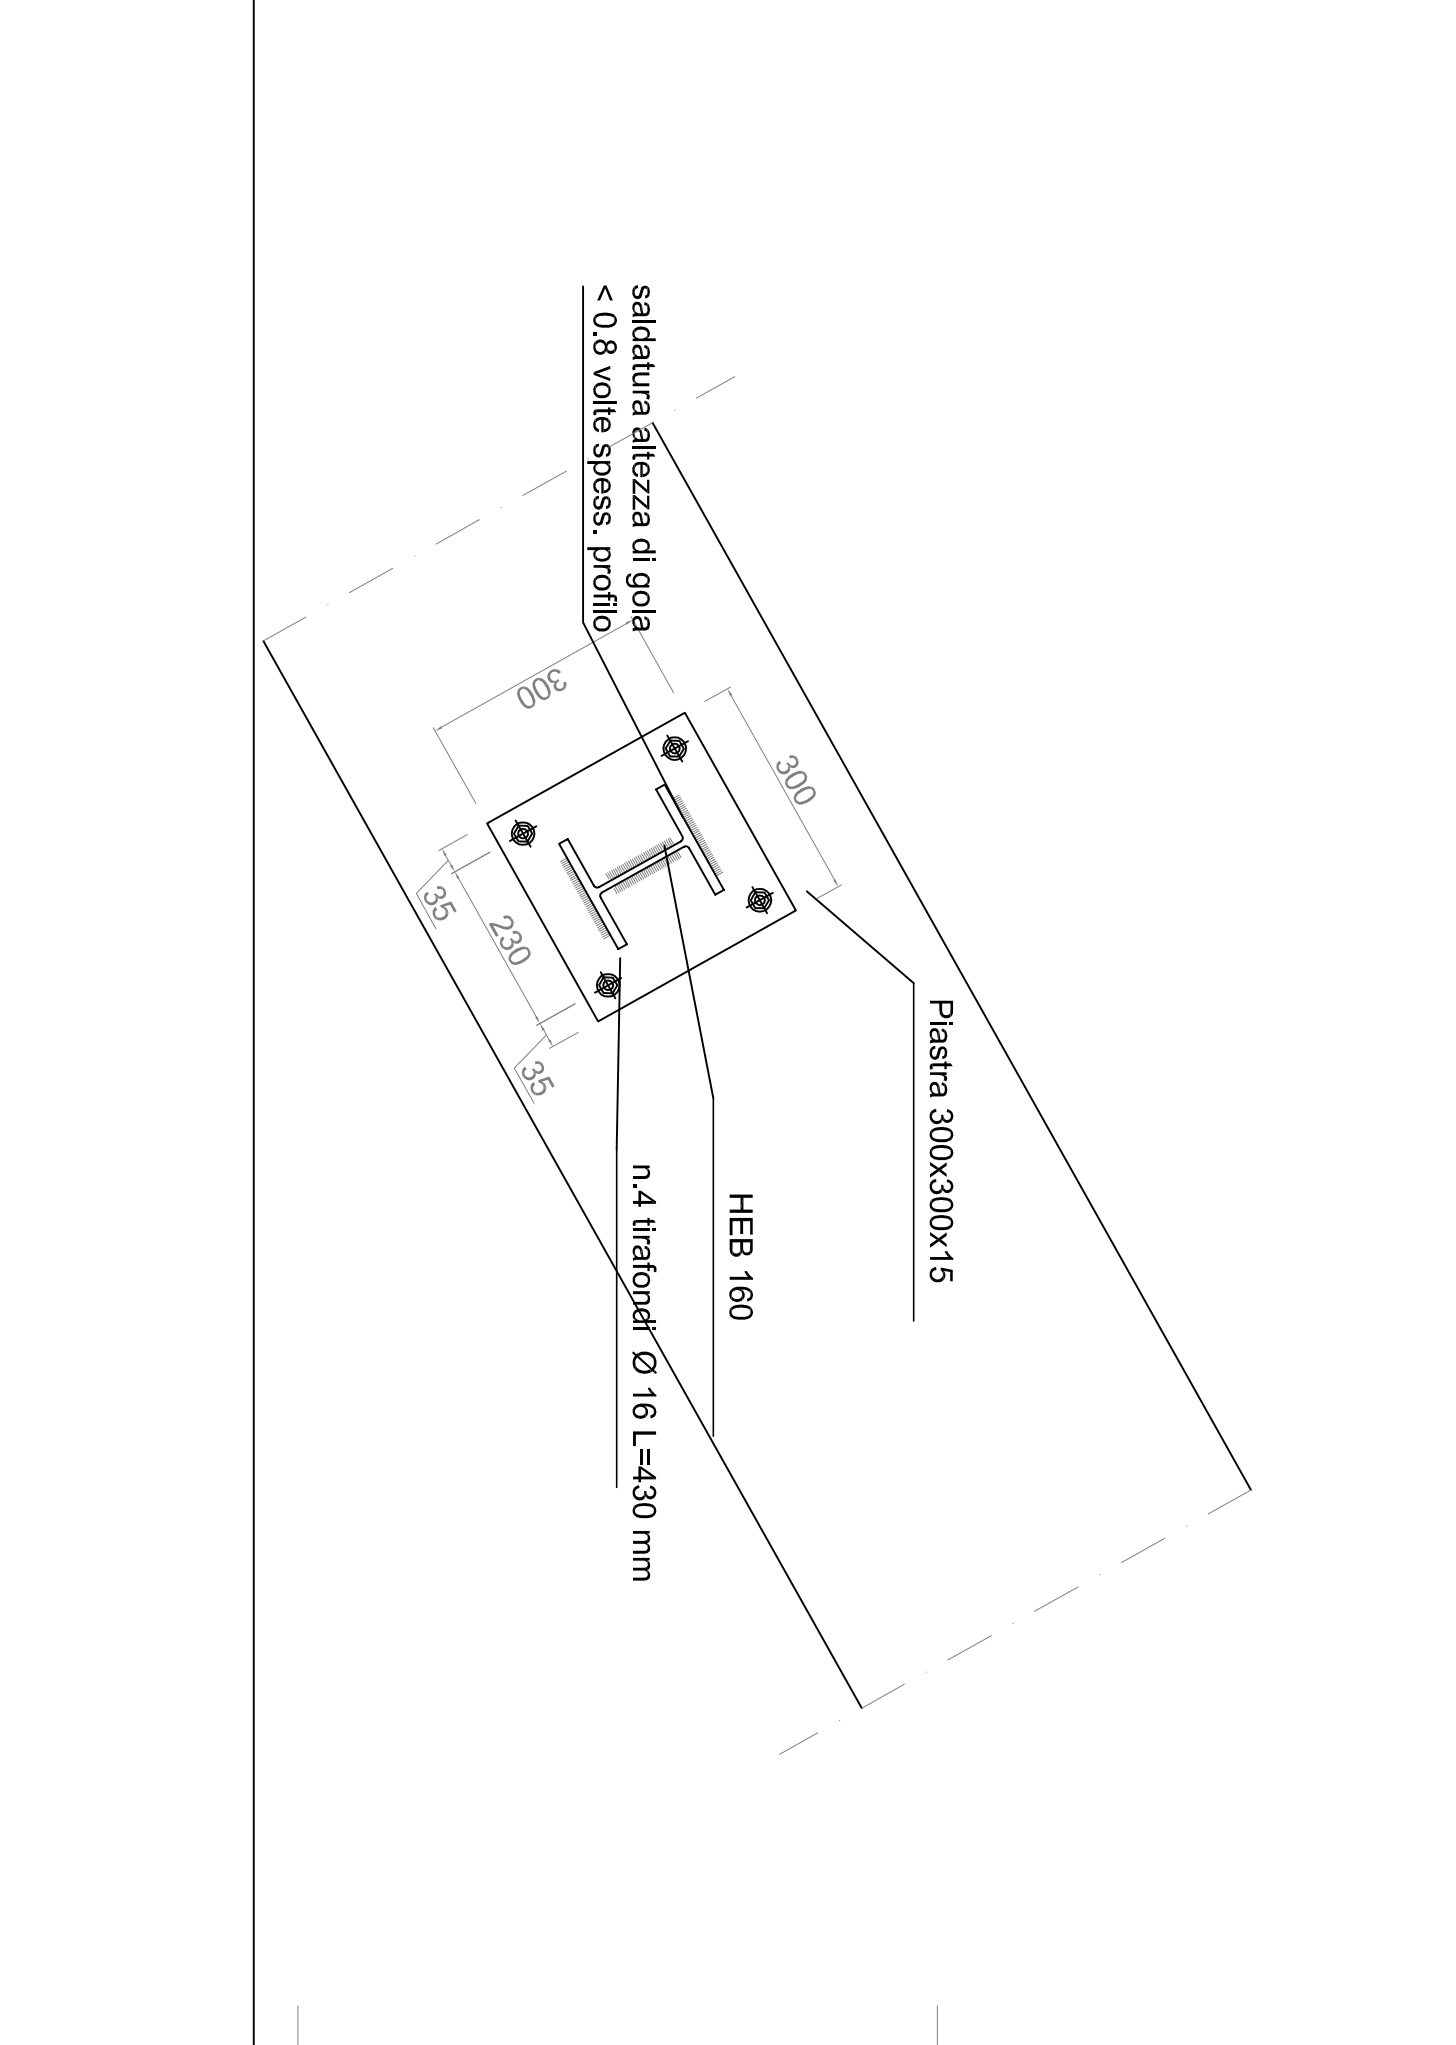 saldatura altezza di gola
< 0.8 volte spess. profilo
300
300
35
230
35
Piastra 300x300x15
HEB 160
n.4 tirafondi Ø 16 L=430 mm